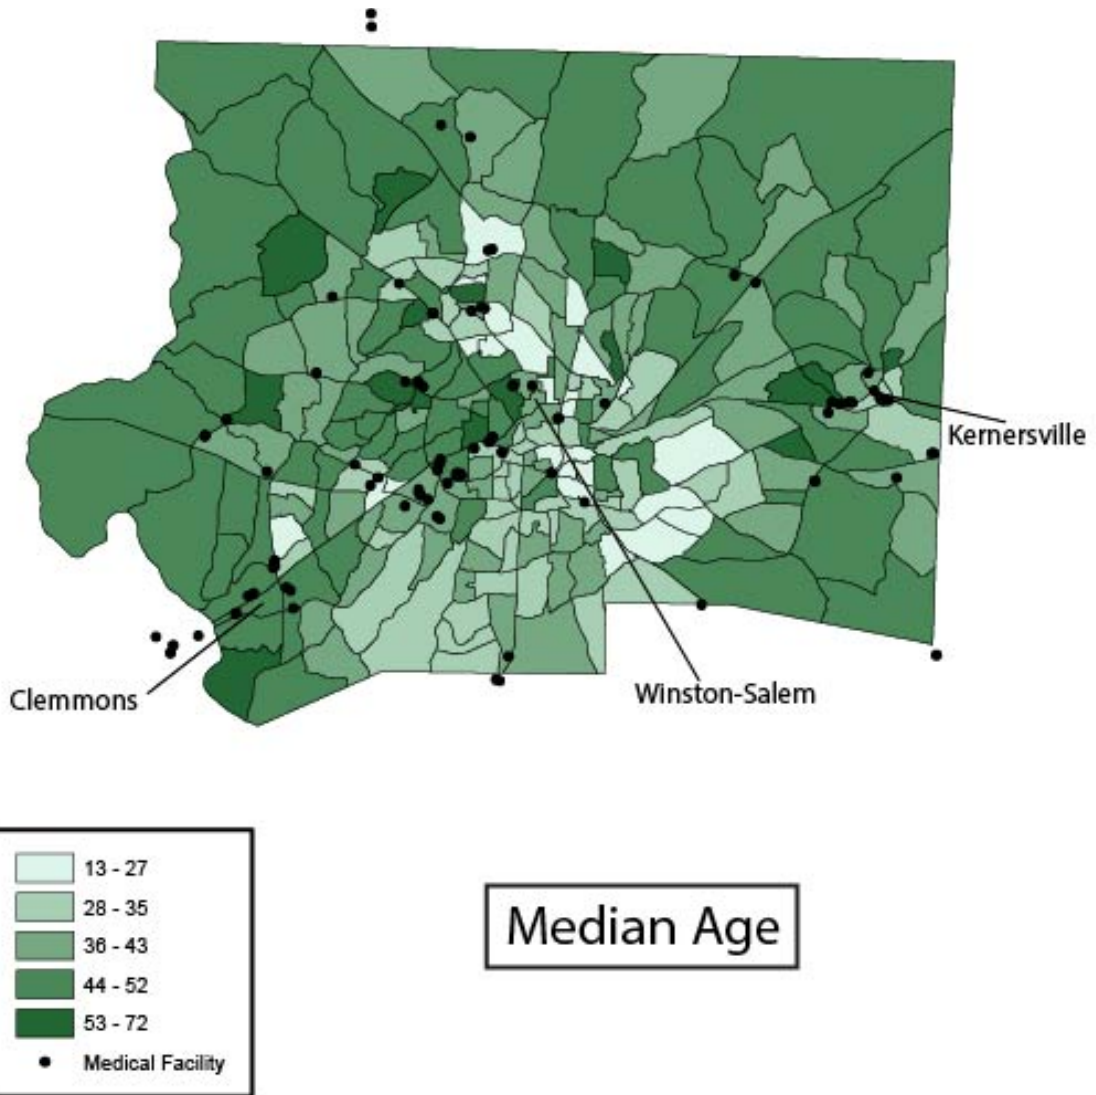 Kernersville
Clemmons
Winston-Salem
13 - 27
28 - 35
36 - 43
44 - 52
53 - 72
Medical Facility
Median Age